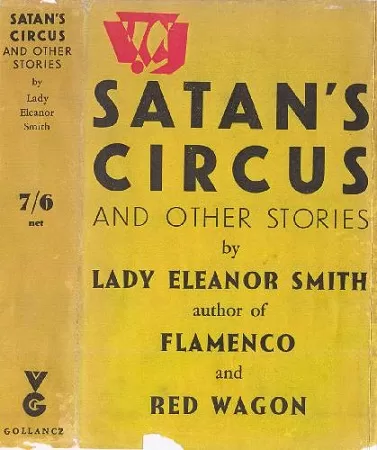 SATAN'S
CIRCUS
AND OTHER
STORIES
by
Lady
Eleanor
Smith
7/6
net
VG
GOLLANCZ
VG
SATAN'S
CIRCUS
AND OTHER STORIES
by
LADY ELEANOR SMITH
author of
FLAMENCO
and
RED WAGON